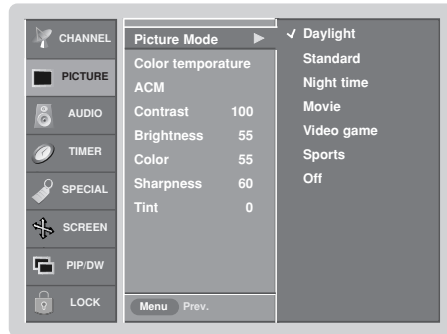 CHANNEL
PICTURE
AUDIO
TIMER
SPECIAL
SCREEN
PIP/DW
LOCK
Picture Mode ▶
Color temporature
ACM
Contrast 100
Brightness 55
Color 55
Sharpness 60
Tint 0
Menu Prev.
✓ Daylight
Standard
Night time
Movie
Video game
Sports
Off